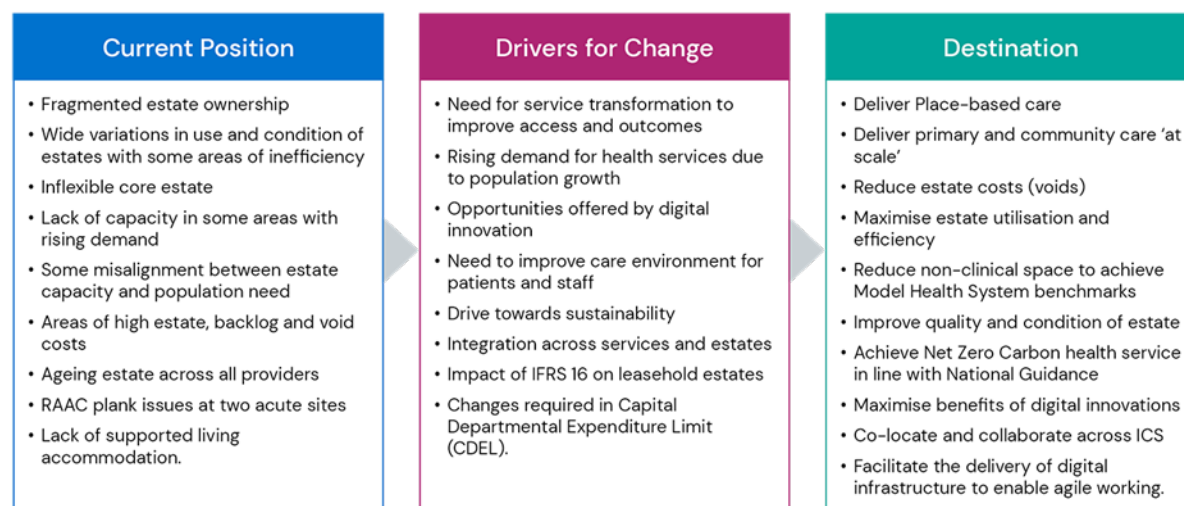 Current Position
• Fragmented estate ownership
• Wide variations in use and condition of
estates with some areas of inefficiency
• Inflexible core estate
• Lack of capacity in some areas with
rising demand
• Some misalignment between estate
capacity and population need
• Areas of high estate, backlog and void
costs
• Ageing estate across all providers
• RAAC plank issues at two acute sites
• Lack of supported living
accommodation.
Drivers for Change
• Need for service transformation to
improve access and outcomes
• Rising demand for health services due
to population growth
• Opportunities offered by digital
innovation
• Need to improve care environment for
patients and staff
• Drive towards sustainability
• Integration across services and estates
• Impact of IFRS 16 on leasehold estates
• Changes required in Capital
Departmental Expenditure Limit
(CDEL).
Destination
• Deliver Place-based care
• Deliver primary and community care ‘at
scale’
• Reduce estate costs (voids)
• Maximise estate utilisation and
efficiency
• Reduce non-clinical space to achieve
Model Health System benchmarks
• Improve quality and condition of estate
• Achieve Net Zero Carbon health service
in line with National Guidance
• Maximise benefits of digital innovations
• Co-locate and collaborate across ICS
• Facilitate the delivery of digital
infrastructure to enable agile working.